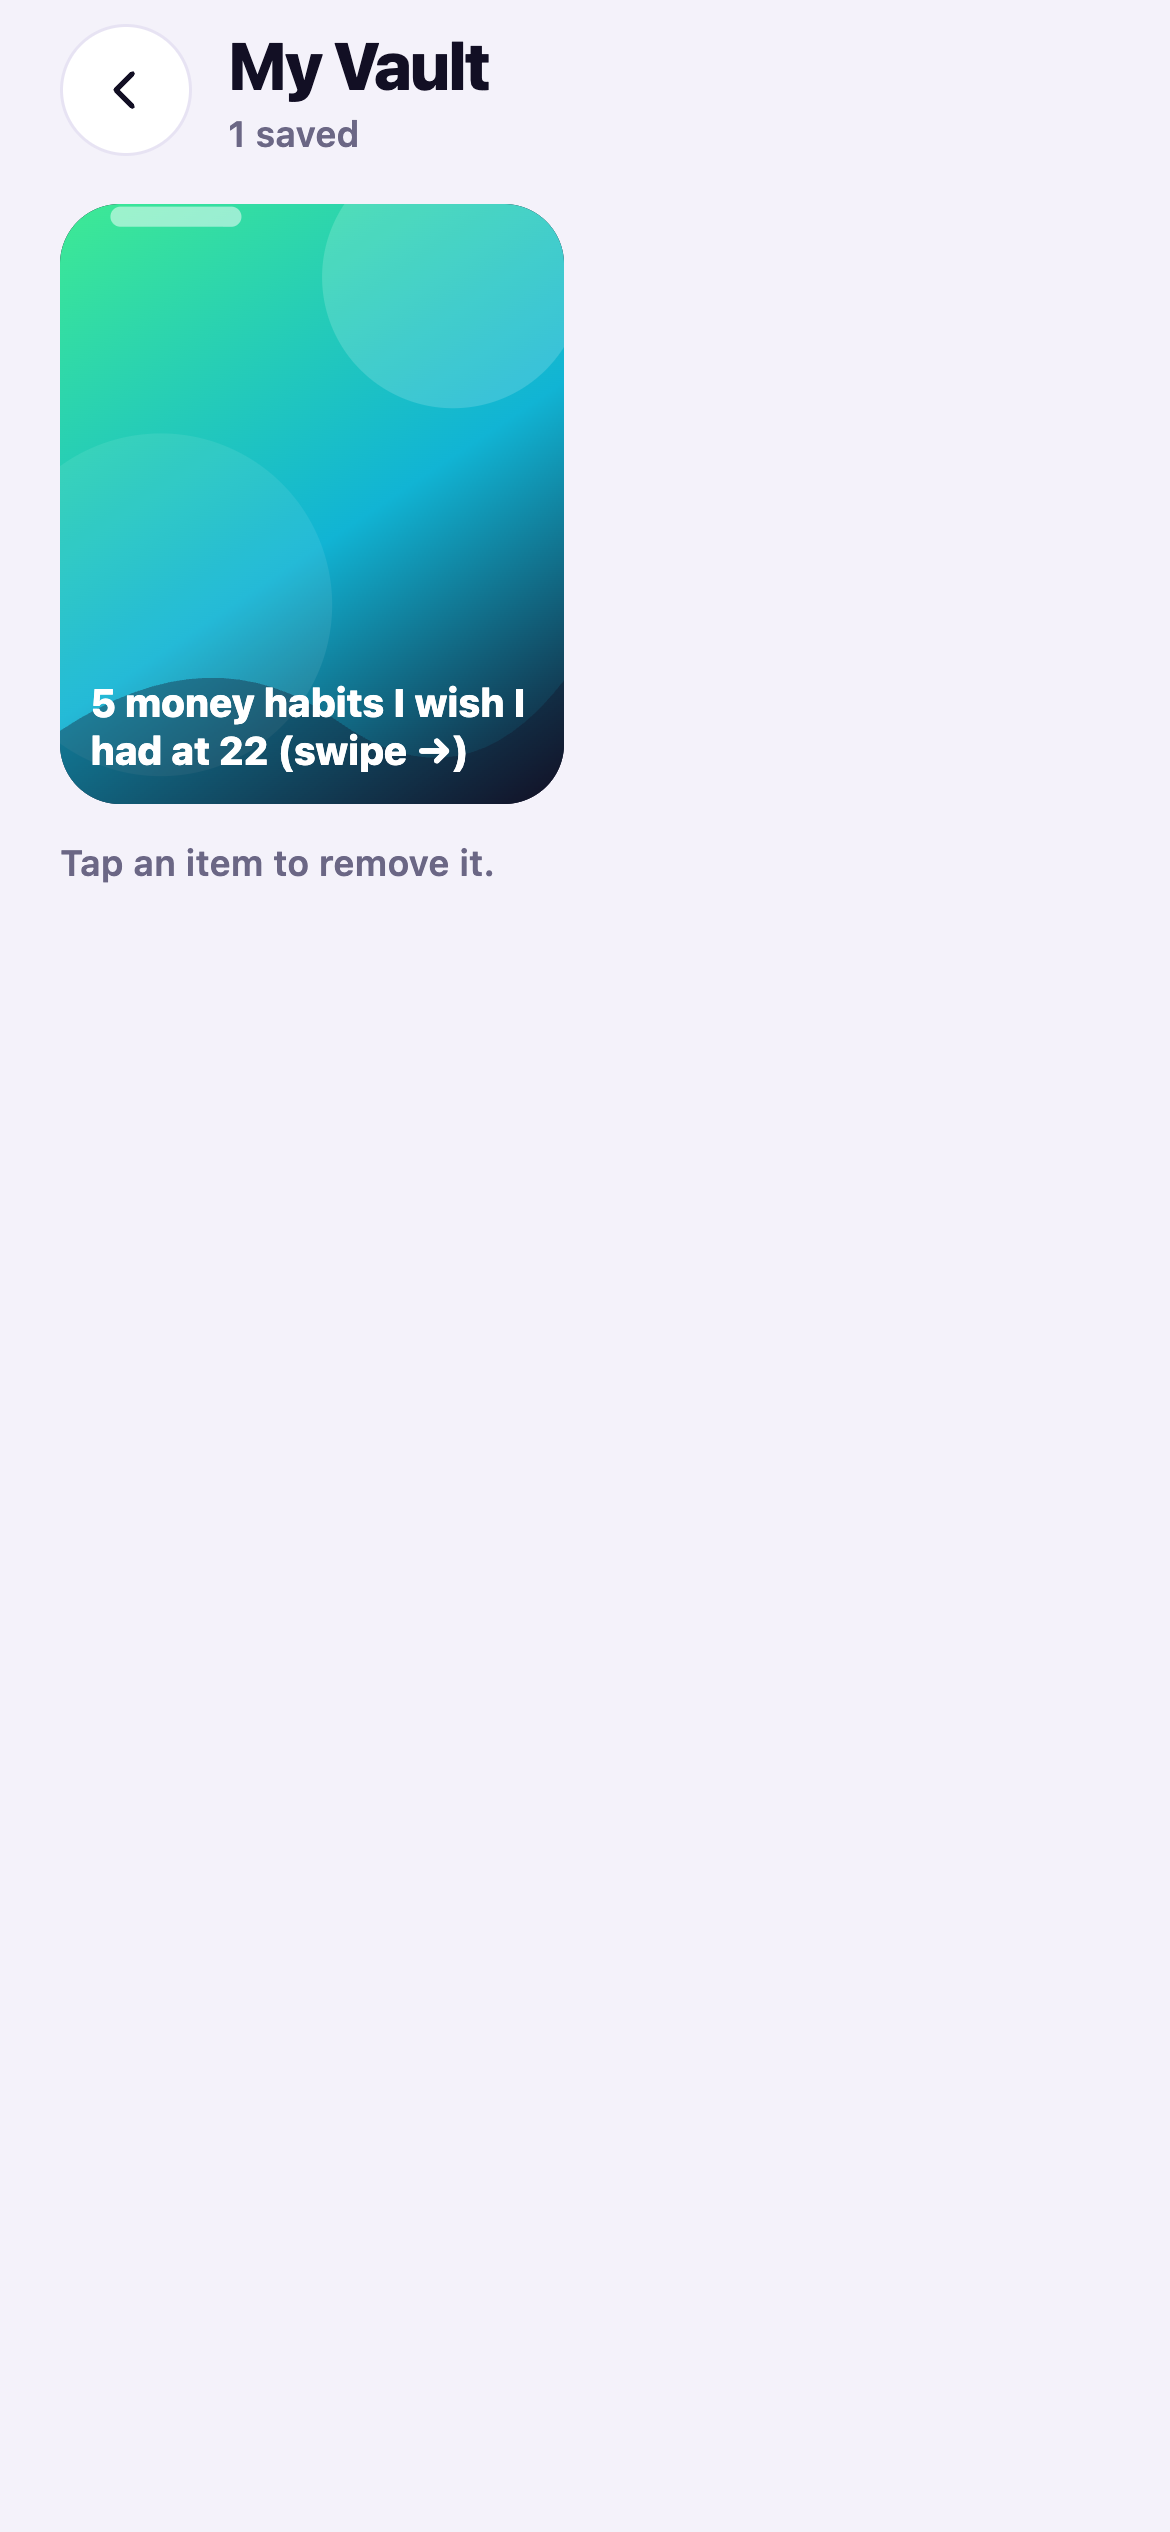 My Vault
1 saved
5 money habits I wish I
had at 22 (swipe →)
Tap an item to remove it.